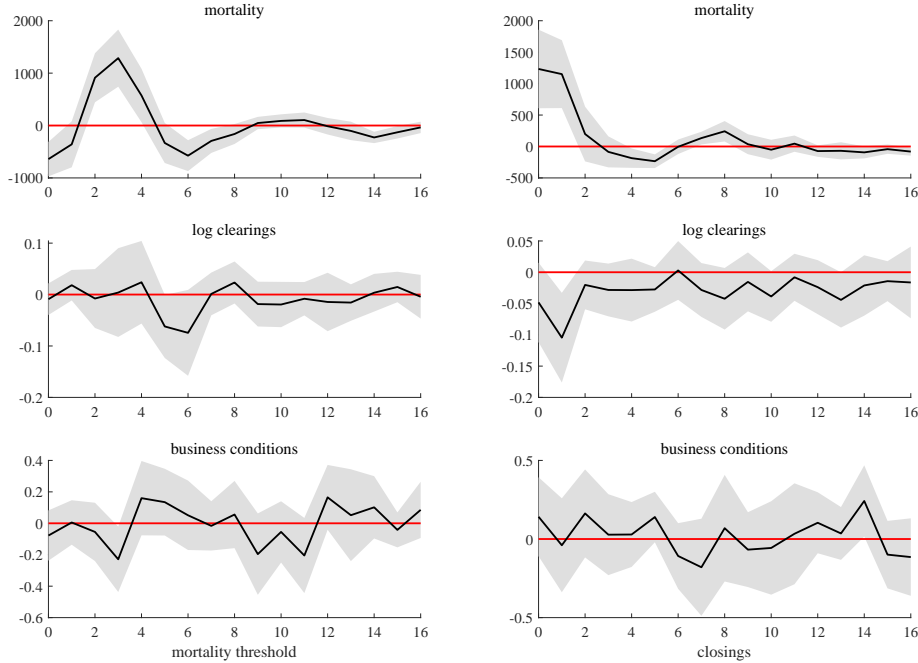 mortality
2000
1000
0
-1000
0 2 4 6 8 10 12 14 16
mortality
2000
1500
1000
500
0
-500
0 2 4 6 8 10 12 14 16
log clearings
0.1
0
-0.1
-0.2
0 2 4 6 8 10 12 14 16
log clearings
0.05
0
-0.05
-0.1
-0.15
-0.2
0 2 4 6 8 10 12 14 16
business conditions
0.4
0.2
0
-0.2
-0.4
-0.6
0 2 4 6 8 10 12 14 16
mortality threshold
business conditions
0.5
0
-0.5
0 2 4 6 8 10 12 14 16
closings